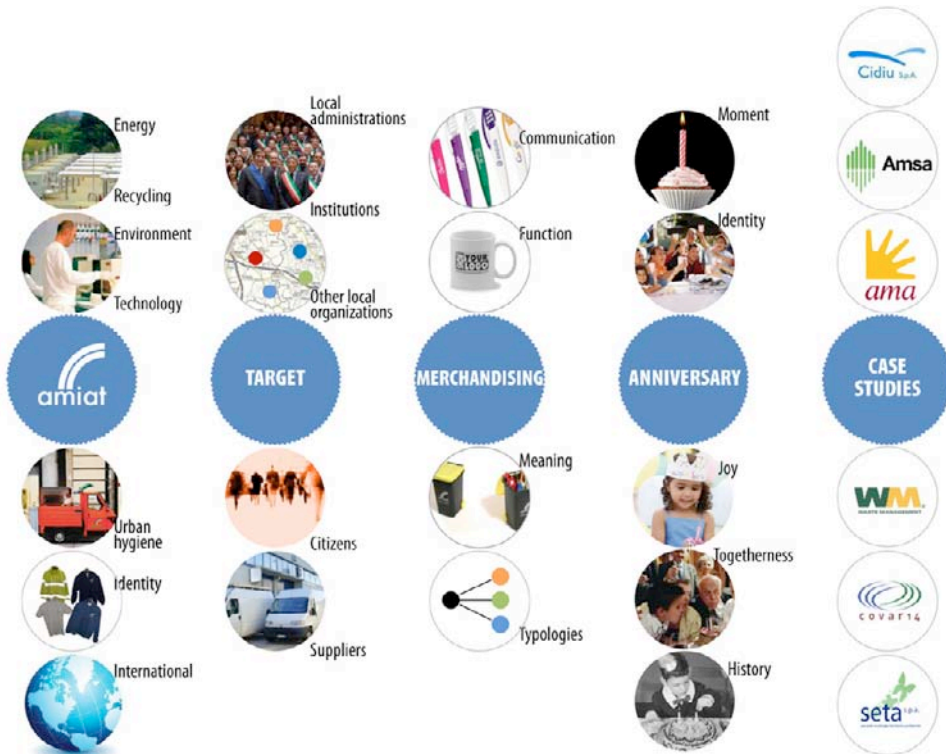 Energy
Recycling
Environment
Technology
amiat
Urban
hygiene
Identity
International
Local
administrations
Institutions
Other local
organizations
TARGET
Citizens
Suppliers
Communication
Function
YOUR
LOGO
MERCHANDISING
Meaning
Typologies
Moment
Identity
ANNIVERSARY
Joy
Togetherness
History
Cidiu S.p.A.
Amsa
ama
CASE
STUDIES
WM
WASTE MANAGEMENT
covar14
seta s.p.a.